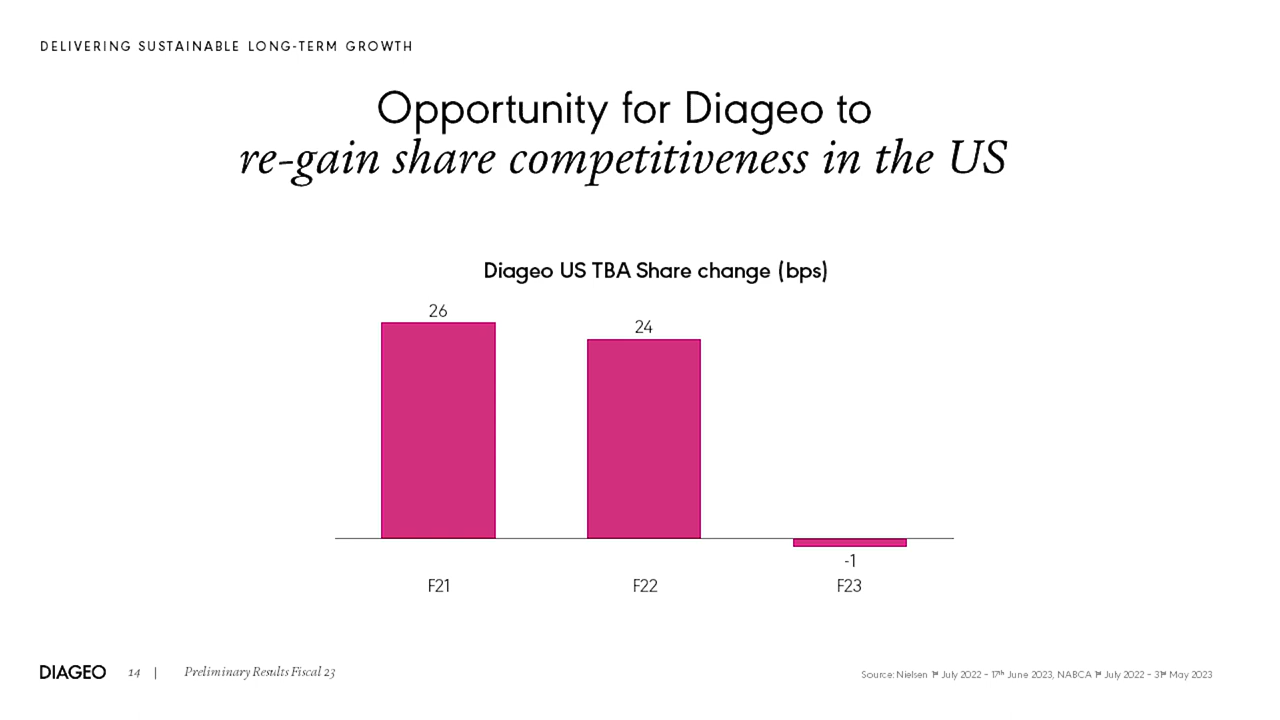 DELIVERING SUSTAINABLE LONG-TERM GROWTH
Opportunity for Diageo to
re-gain share competitiveness in the US
Diageo US TBA Share change (bps)
26
24
-1
F21
F22
F23
DIAGEO 14 | Preliminary Results Fiscal 23
Source: Nielsen 1st July 2022 – 17th June 2023, NABCA 1st July 2022 – 31st May 2023